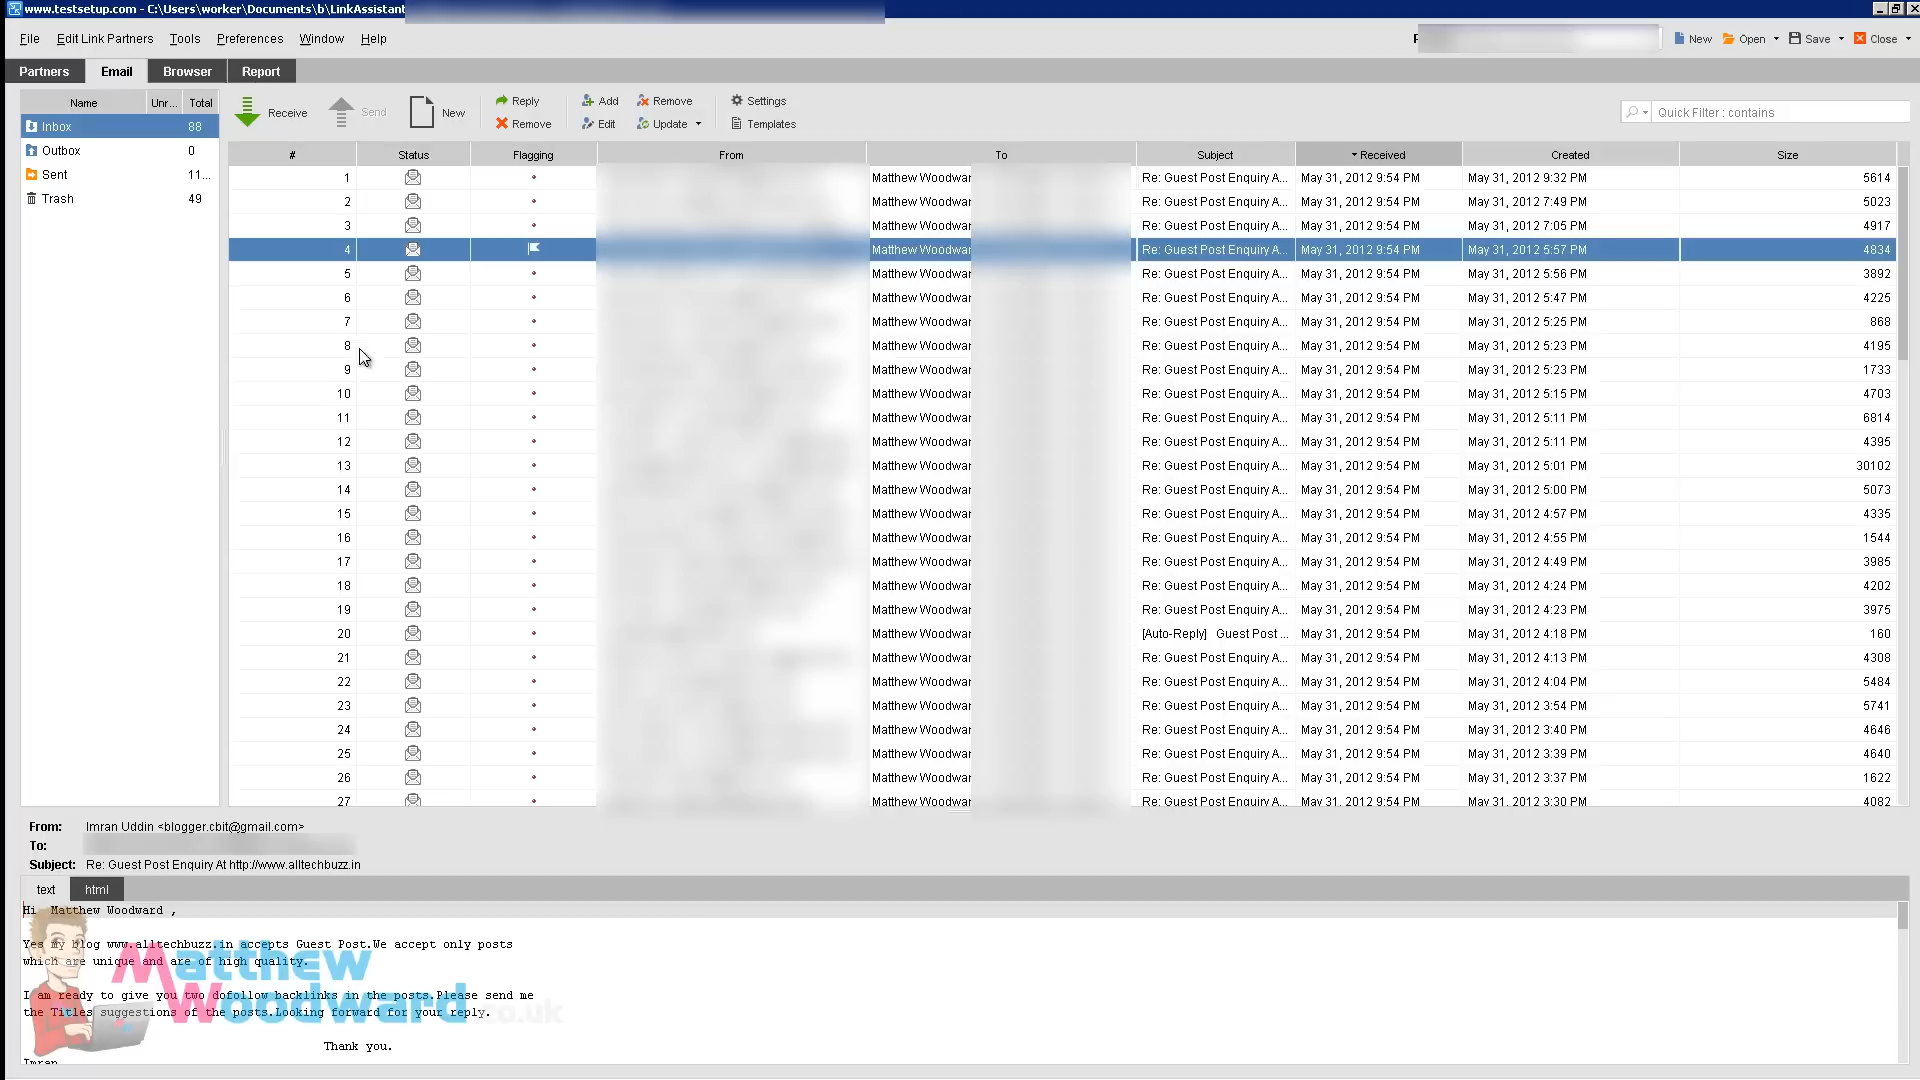 www.testsetup.com - C:\Users\worker\Documents\b\LinkAssistant
File Edit Link Partners Tools Preferences Window Help
New Open Save Close
Partners Email Browser Report
Name Unr... Total
Inbox 88
Outbox 0
Sent 11...
Trash 49
Receive Send New Reply Remove Add Edit Remove Update Settings Templates
Quick Filter : contains
# Status Flagging From To Subject Received Created Size
1 Matthew Woodwar Re: Guest Post Enquiry A... May 31, 2012 9:54 PM May 31, 2012 9:32 PM 5614
2 Matthew Woodwar Re: Guest Post Enquiry A... May 31, 2012 9:54 PM May 31, 2012 7:49 PM 5023
3 Matthew Woodwar Re: Guest Post Enquiry A... May 31, 2012 9:54 PM May 31, 2012 7:05 PM 4917
4 Matthew Woodwar Re: Guest Post Enquiry A... May 31, 2012 9:54 PM May 31, 2012 5:57 PM 4834
5 Matthew Woodwar Re: Guest Post Enquiry A... May 31, 2012 9:54 PM May 31, 2012 5:56 PM 3892
6 Matthew Woodwar Re: Guest Post Enquiry A... May 31, 2012 9:54 PM May 31, 2012 5:47 PM 4225
7 Matthew Woodwar Re: Guest Post Enquiry A... May 31, 2012 9:54 PM May 31, 2012 5:25 PM 868
8 Matthew Woodwar Re: Guest Post Enquiry A... May 31, 2012 9:54 PM May 31, 2012 5:23 PM 4195
9 Matthew Woodwar Re: Guest Post Enquiry A... May 31, 2012 9:54 PM May 31, 2012 5:23 PM 1733
10 Matthew Woodwar Re: Guest Post Enquiry A... May 31, 2012 9:54 PM May 31, 2012 5:15 PM 4703
11 Matthew Woodwar Re: Guest Post Enquiry A... May 31, 2012 9:54 PM May 31, 2012 5:11 PM 6814
12 Matthew Woodwar Re: Guest Post Enquiry A... May 31, 2012 9:54 PM May 31, 2012 5:11 PM 4395
13 Matthew Woodwar Re: Guest Post Enquiry A... May 31, 2012 9:54 PM May 31, 2012 5:01 PM 30102
14 Matthew Woodwar Re: Guest Post Enquiry A... May 31, 2012 9:54 PM May 31, 2012 5:00 PM 5073
15 Matthew Woodwar Re: Guest Post Enquiry A... May 31, 2012 9:54 PM May 31, 2012 4:57 PM 4335
16 Matthew Woodwar Re: Guest Post Enquiry A... May 31, 2012 9:54 PM May 31, 2012 4:55 PM 1544
17 Matthew Woodwar Re: Guest Post Enquiry A... May 31, 2012 9:54 PM May 31, 2012 4:49 PM 3985
18 Matthew Woodwar Re: Guest Post Enquiry A... May 31, 2012 9:54 PM May 31, 2012 4:24 PM 4202
19 Matthew Woodwar Re: Guest Post Enquiry A... May 31, 2012 9:54 PM May 31, 2012 4:23 PM 3975
20 Matthew Woodwar [Auto-Reply] Guest Post ... May 31, 2012 9:54 PM May 31, 2012 4:18 PM 160
21 Matthew Woodwar Re: Guest Post Enquiry A... May 31, 2012 9:54 PM May 31, 2012 4:13 PM 4308
22 Matthew Woodwar Re: Guest Post Enquiry A... May 31, 2012 9:54 PM May 31, 2012 4:04 PM 5484
23 Matthew Woodwar Re: Guest Post Enquiry A... May 31, 2012 9:54 PM May 31, 2012 3:54 PM 5741
24 Matthew Woodwar Re: Guest Post Enquiry A... May 31, 2012 9:54 PM May 31, 2012 3:40 PM 4646
25 Matthew Woodwar Re: Guest Post Enquiry A... May 31, 2012 9:54 PM May 31, 2012 3:39 PM 4640
26 Matthew Woodwar Re: Guest Post Enquiry A... May 31, 2012 9:54 PM May 31, 2012 3:37 PM 1622
27 Matthew Woodwar Re: Guest Post Enquiry A... May 31, 2012 9:54 PM May 31, 2012 3:30 PM 4082
From: Imran Uddin <blogger.cbit@gmail.com>
To:
Subject: Re: Guest Post Enquiry At http://www.alltechbuzz.in
text html
Hi Matthew Woodward ,
Yes my blog www.alltechbuzz.in accepts Guest Post.We accept only posts
which are unique and are of high quality.
I am ready to give you two dofollow backlinks in the posts.Please send me
the Titles suggestions of the posts.Looking forward for your reply.
Thank you.
Imran
Matthew
Woodward
.co.uk